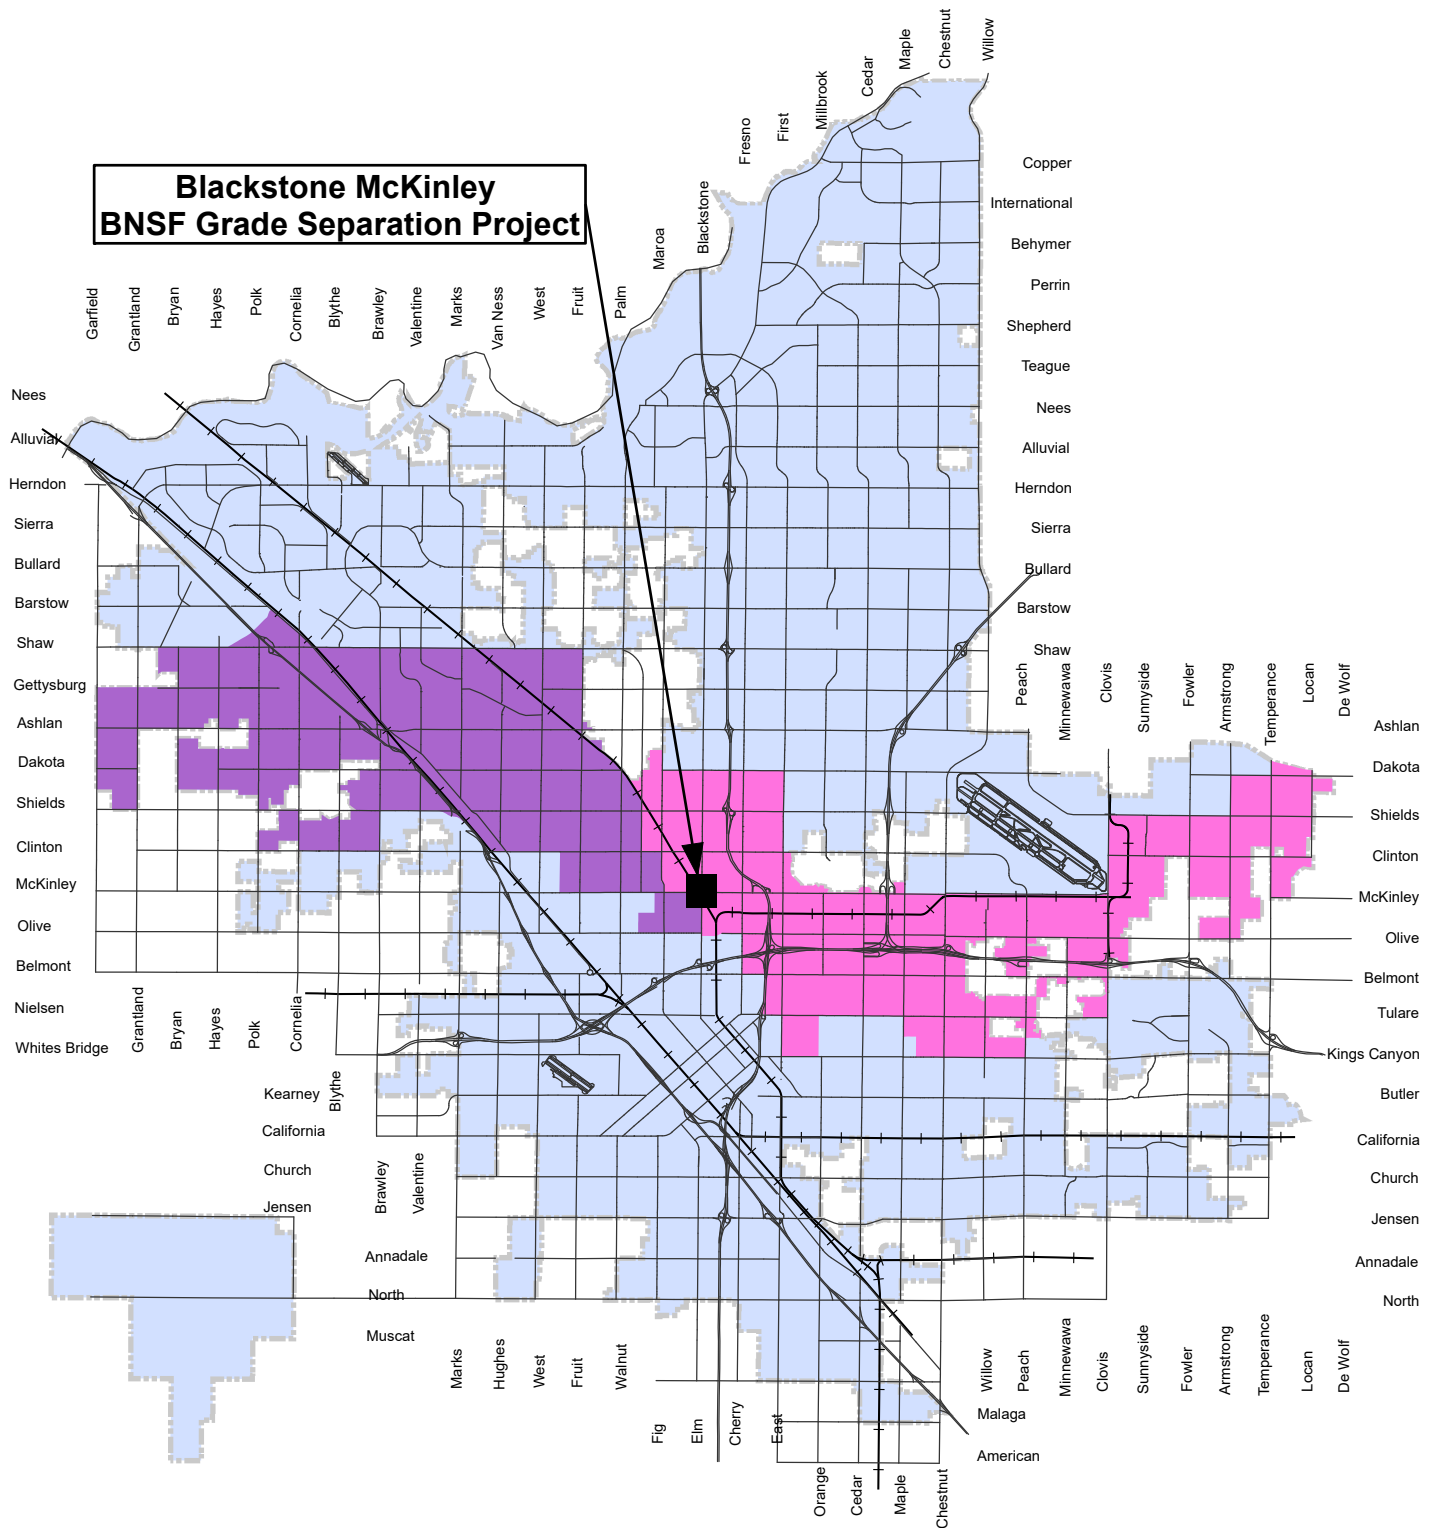 Willow
Chestnut
Maple
Cedar
Millbrook
First
Fresno
Blackstone
Maroa
Blackstone McKinley
BNSF Grade Separation Project
Copper
International
Behymer
Perrin
Shepherd
Teague
Nees
Alluvial
Herndon
Sierra
Bullard
Barstow
Shaw
Garfield
Grantland
Bryan
Hayes
Polk
Cornelia
Blythe
Brawley
Valentine
Marks
Van Ness
West
Fruit
Palm
Nees
Alluvial
Herndon
Sierra
Bullard
Barstow
Shaw
Gettysburg
Ashlan
Dakota
Shields
Clinton
McKinley
Olive
Belmont
Nielsen
Whites Bridge
Peach
Minnewawa
Clovis
Sunnyside
Fowler
Armstrong
Temperance
Locan
De Wolf
Ashlan
Dakota
Shields
Clinton
McKinley
Olive
Belmont
Tulare
Kings Canyon
Butler
California
Church
Jensen
Annadale
North
Grantland
Bryan
Hayes
Polk
Cornelia
Blythe
Kearney
California
Church
Jensen
Brawley
Valentine
Annadale
North
Muscat
Marks
Hughes
West
Fruit
Walnut
Fig
Elm
Cherry
East
Orange
Cedar
Maple
Chestnut
Willow
Peach
Minnewawa
Clovis
Sunnyside
Fowler
Armstrong
Temperance
Locan
De Wolf
Malaga
American